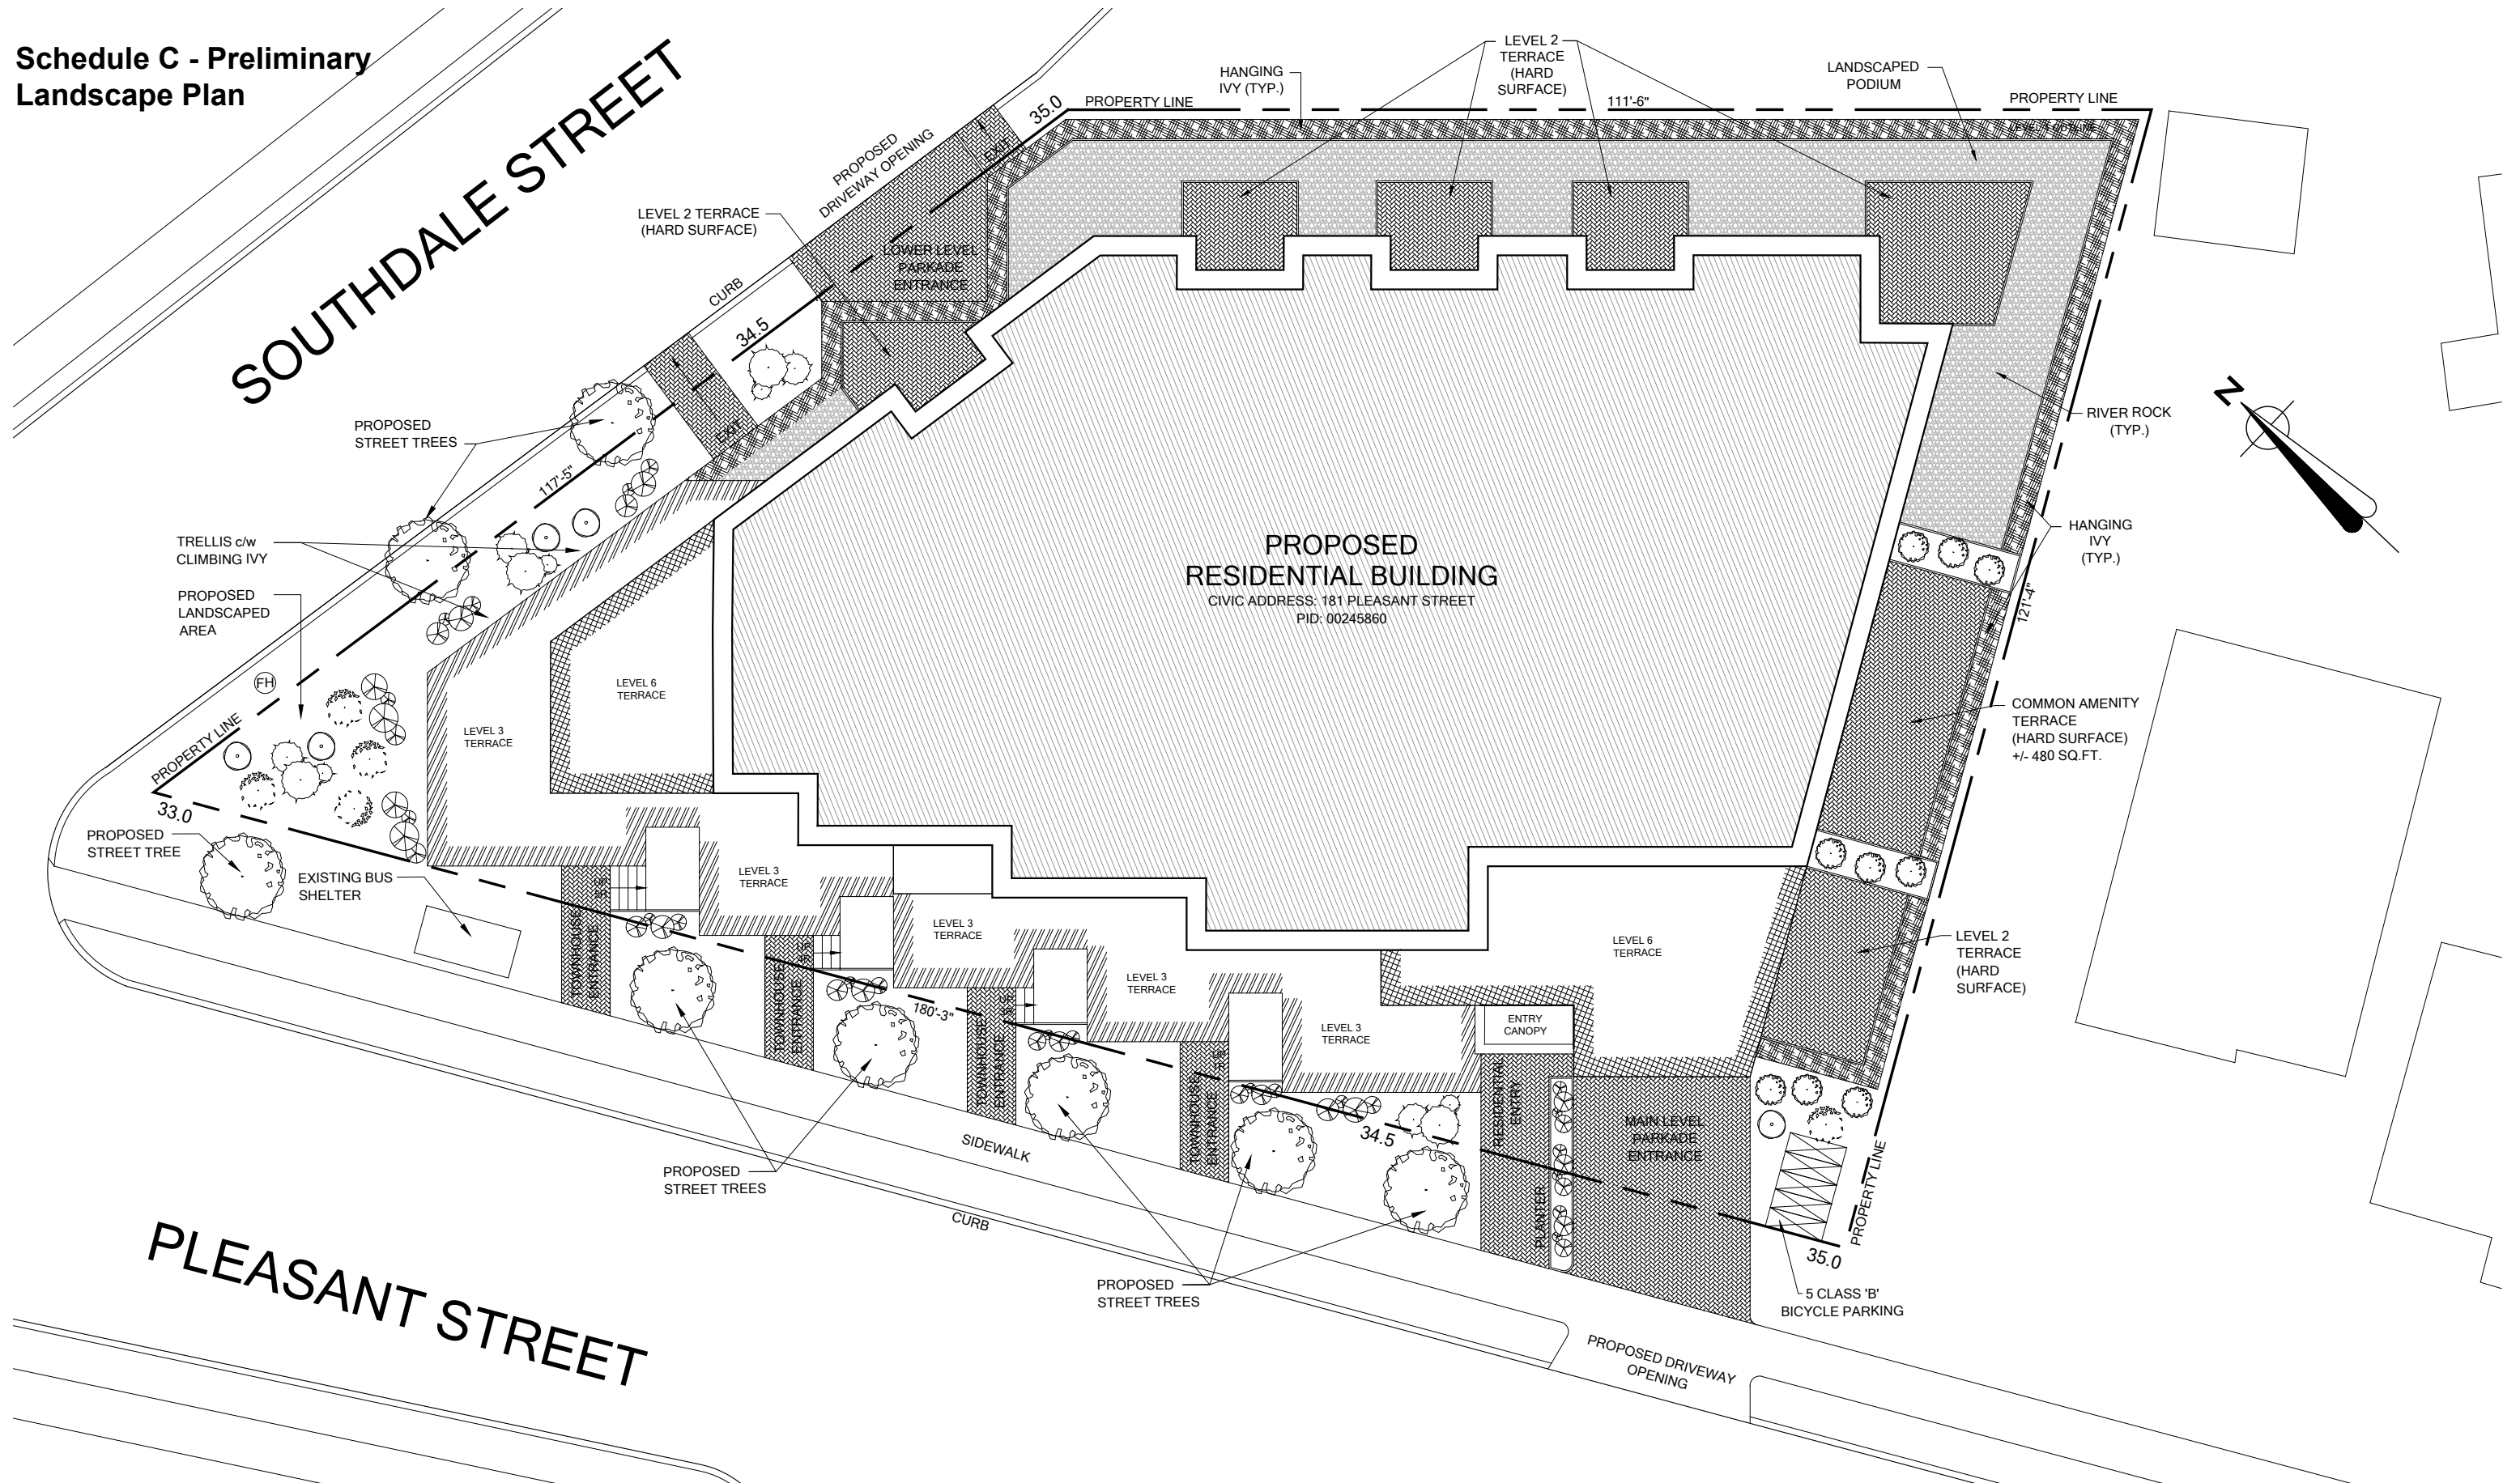 Schedule C - Preliminary
Landscape Plan
SOUTHDALE STREET
PLEASANT STREET
HANGING
IVY (TYP.)
LEVEL 2
TERRACE
(HARD
SURFACE)
LANDSCAPED
PODIUM
PROPERTY LINE
111'-6"
PROPERTY LINE
35.0
EXIT
PROPOSED
DRIVEWAY OPENING
LEVEL 2 TERRACE
(HARD SURFACE)
LOWER LEVEL
PARKADE
ENTRANCE
CURB
34.5
EXIT
PROPOSED
STREET TREES
117'-5"
TRELLIS c/w
CLIMBING IVY
PROPOSED
LANDSCAPED
AREA
FH
PROPERTY LINE
33.0
PROPOSED
STREET TREE
EXISTING BUS
SHELTER
LEVEL 6
TERRACE
LEVEL 3
TERRACE
PROPOSED
RESIDENTIAL BUILDING
CIVIC ADDRESS: 181 PLEASANT STREET
PID: 00245860
N
RIVER ROCK
(TYP.)
HANGING
IVY
(TYP.)
121'-4"
COMMON AMENITY
TERRACE
(HARD SURFACE)
+/- 480 SQ.FT.
LEVEL 2
TERRACE
(HARD
SURFACE)
LEVEL 3
TERRACE
LEVEL 3
TERRACE
LEVEL 3
TERRACE
LEVEL 3
TERRACE
LEVEL 6
TERRACE
ENTRY
CANOPY
TOWNHOUSE
ENTRANCE
TOWNHOUSE
ENTRANCE
TOWNHOUSE
ENTRANCE
TOWNHOUSE
ENTRANCE
180'-3"
RESIDENTIAL
ENTRY
PLANTER
MAIN LEVEL
PARKADE
ENTRANCE
34.5
PROPERTY LINE
35.0
5 CLASS 'B'
BICYCLE PARKING
SIDEWALK
CURB
PROPOSED
STREET TREES
PROPOSED
STREET TREES
PROPOSED DRIVEWAY
OPENING